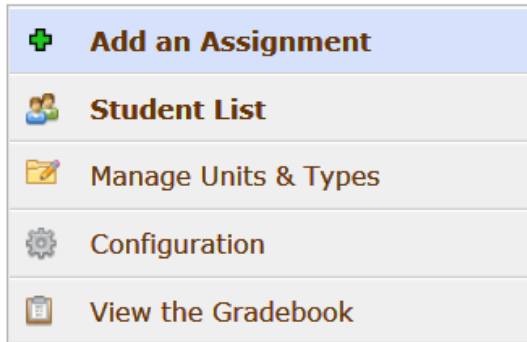 Add an Assignment
Student List
Manage Units & Types
Configuration
View the Gradebook